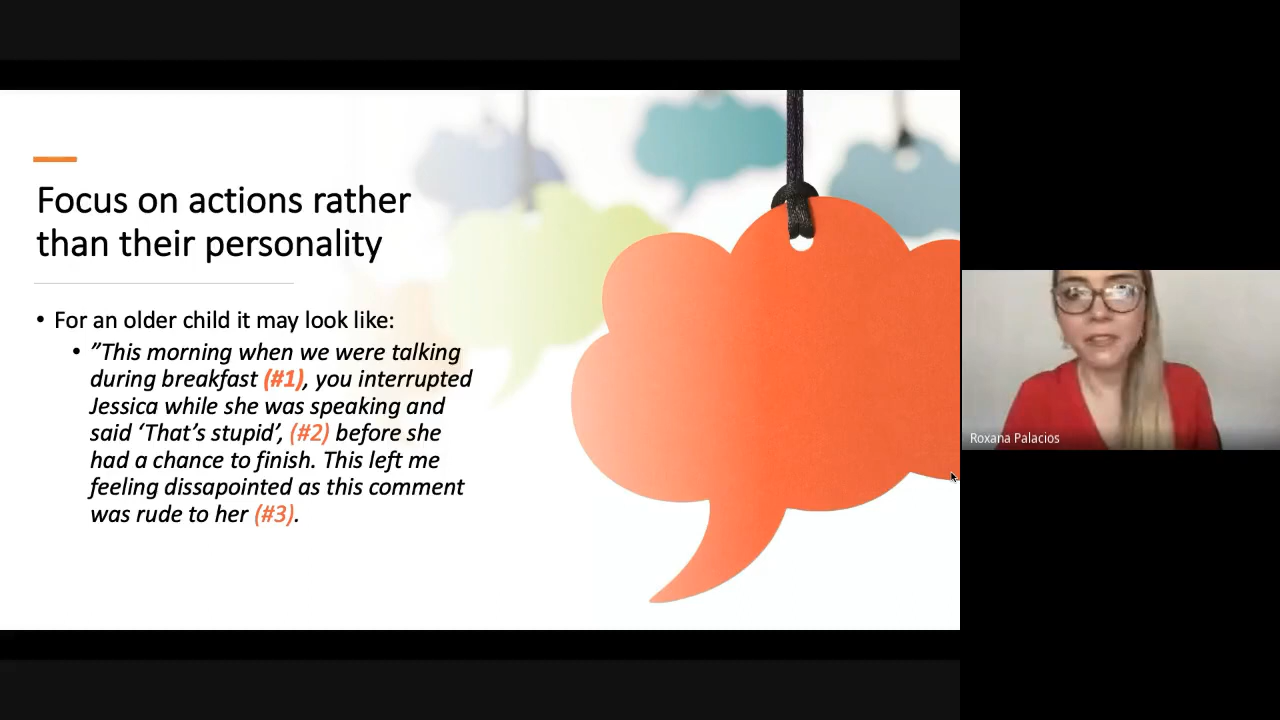 Focus on actions rather
than their personality
• For an older child it may look like:
• ”This morning when we were talking
during breakfast (#1), you interrupted
Jessica while she was speaking and
said ‘That’s stupid’, (#2) before she
had a chance to finish. This left me
feeling dissapointed as this comment
was rude to her (#3).
Roxana Palacios